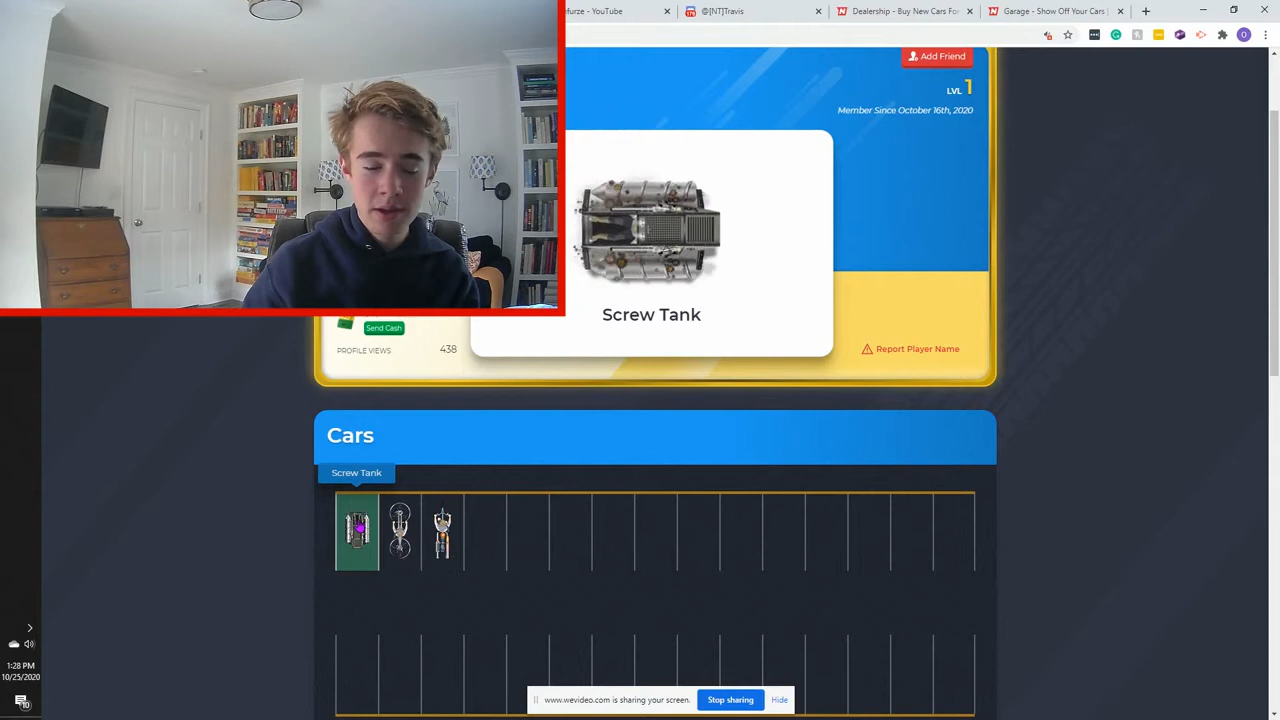 furze - YouTube
@[NT]Travis
Dealership - Buy New Cars For
Garage - Show Off Your Cars |
Add Friend
LVL 1
Member Since October 16th, 2020
Screw Tank
Send Cash
PROFILE VIEWS 438
Report Player Name
Cars
Screw Tank
1:28 PM
10/25/2020
www.wevideo.com is sharing your screen. Stop sharing Hide